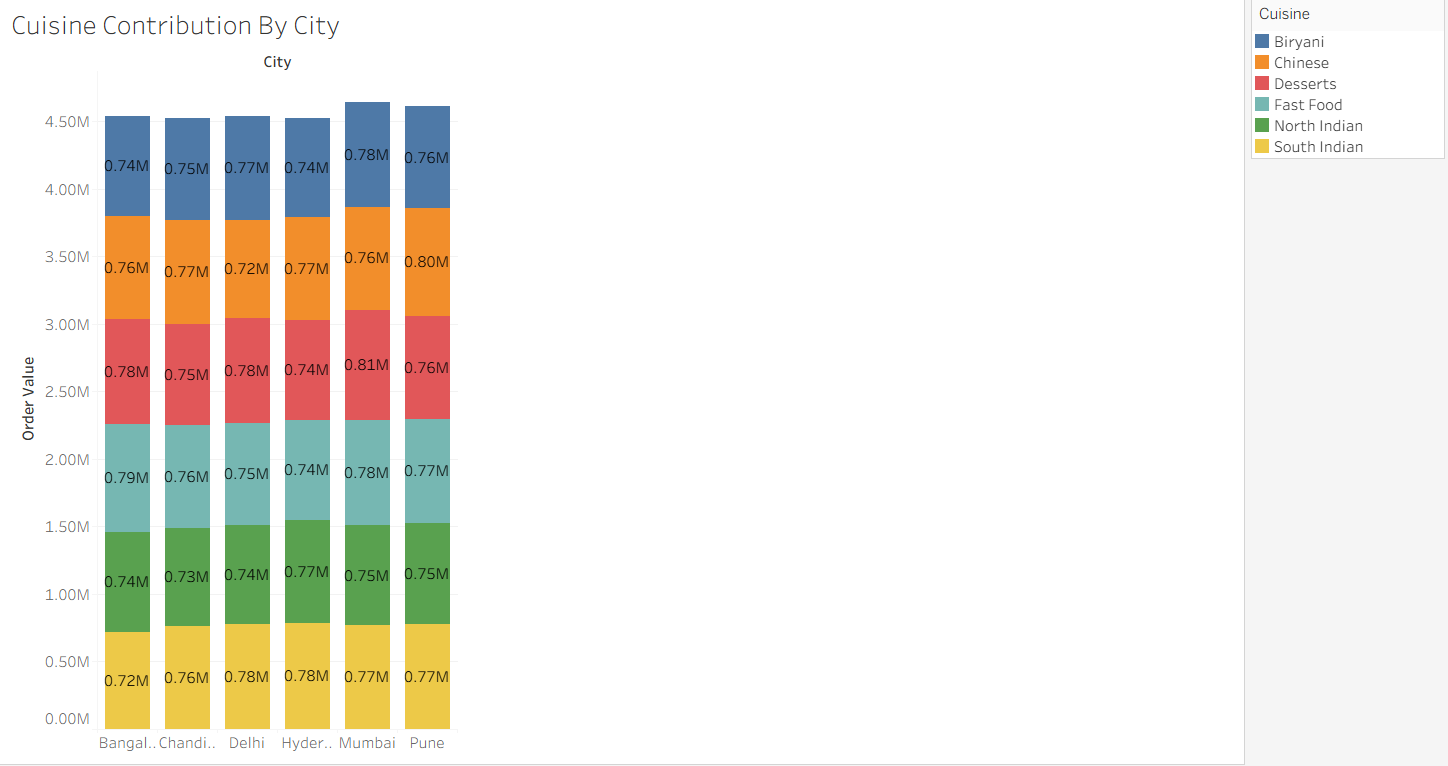 Cuisine Contribution By City
City
Order Value
4.50M
4.00M
3.50M
3.00M
2.50M
2.00M
1.50M
1.00M
0.50M
0.00M
0.74M 0.75M 0.77M 0.74M 0.78M 0.76M
0.76M 0.77M 0.72M 0.77M 0.76M 0.80M
0.78M 0.75M 0.78M 0.74M 0.81M 0.76M
0.79M 0.76M 0.75M 0.74M 0.78M 0.77M
0.74M 0.73M 0.74M 0.77M 0.75M 0.75M
0.72M 0.76M 0.78M 0.78M 0.77M 0.77M
Bangal.. Chandi.. Delhi Hyder.. Mumbai Pune
Cuisine
Biryani
Chinese
Desserts
Fast Food
North Indian
South Indian